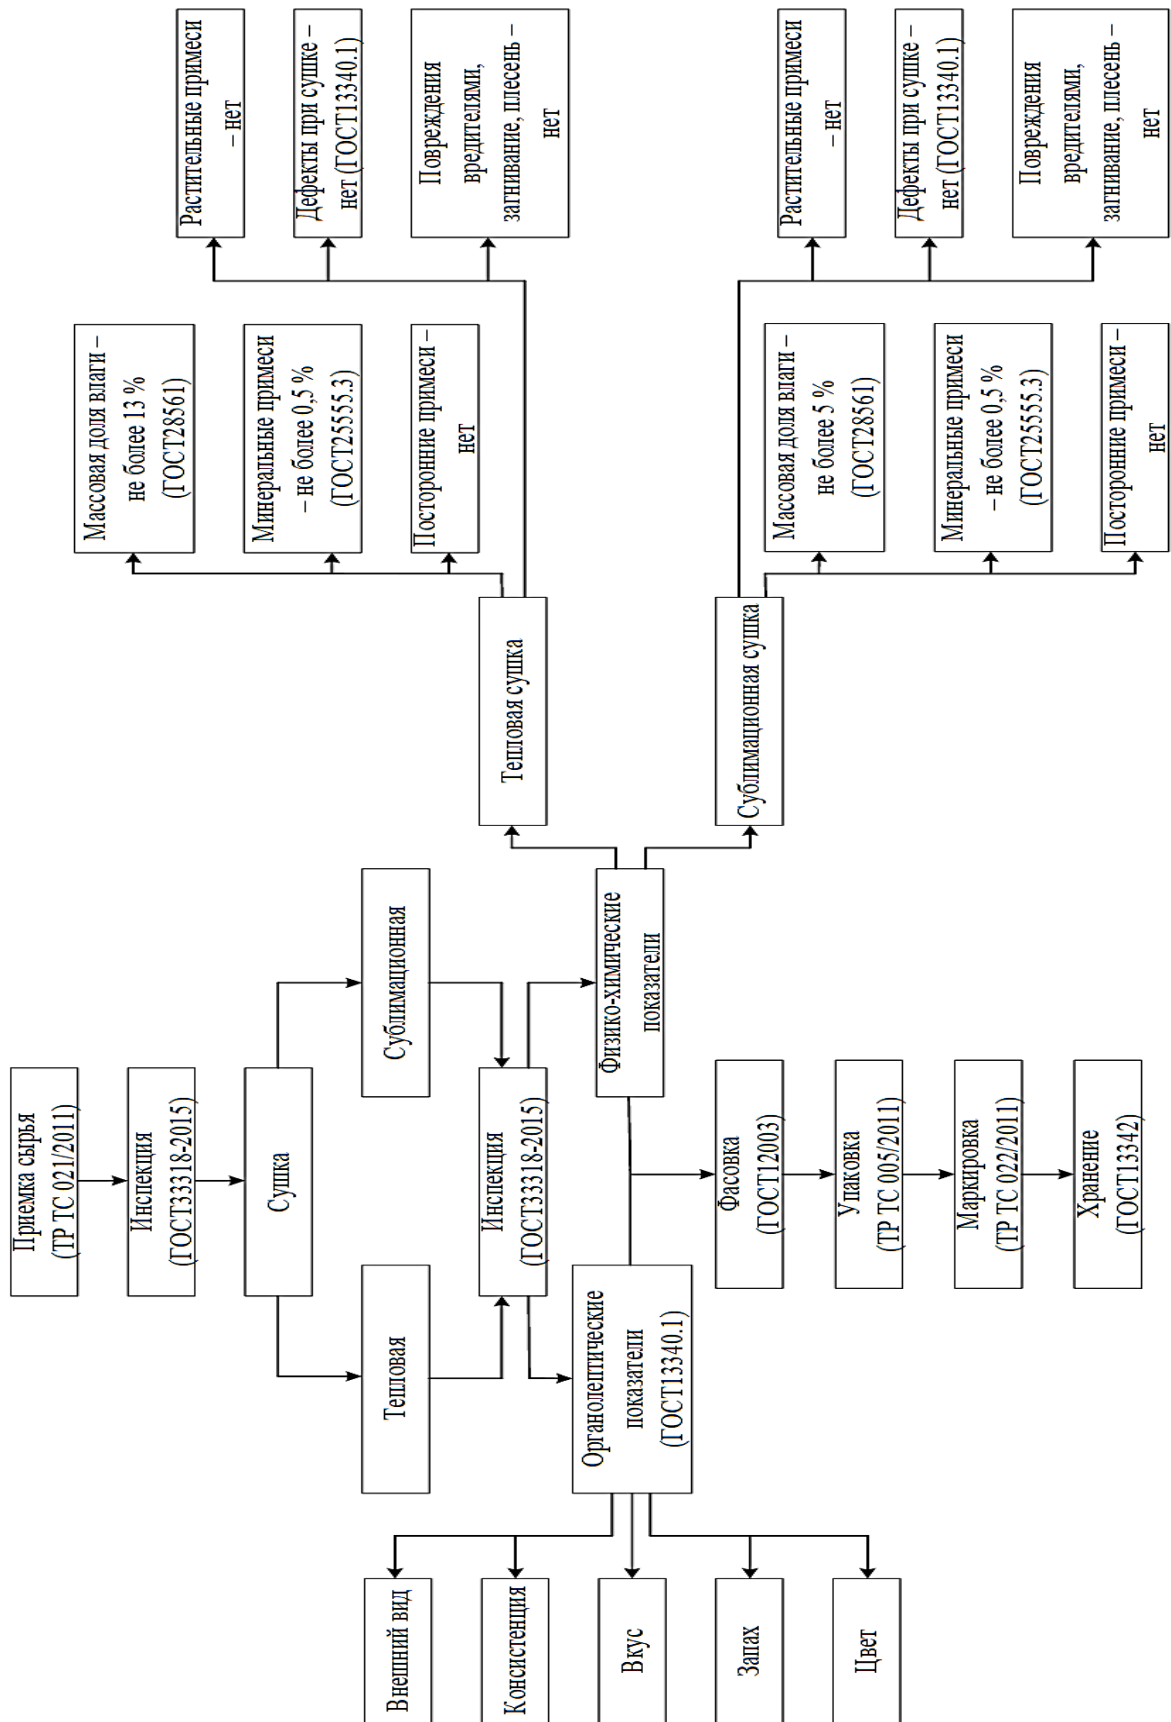 Приемка сырья
(ТР ТС 021/2011)
Инспекция
(ГОСТ33318-2015)
Сушка
Тепловая
Сублимационная
Инспекция
(ГОСТ33318-2015)
Органолептические
показатели
(ГОСТ13340.1)
Физико-химические
показатели
Внешний вид
Консистенция
Вкус
Запах
Цвет
Фасовка
(ГОСТ12003)
Упаковка
(ТР ТС 005/2011)
Маркировка
(ТР ТС 022/2011)
Хранение
(ГОСТ13342)
Тепловая сушка
Массовая доля влаги –
не более 13 %
(ГОСТ28561)
Минеральные примеси
– не более 0,5 %
(ГОСТ25555.3)
Посторонние примеси –
нет
Растительные примеси
– нет
Дефекты при сушке –
нет (ГОСТ13340.1)
Повреждения
вредителями,
загнивание, плесень –
нет
Сублимационная сушка
Массовая доля влаги –
не более 5 %
(ГОСТ28561)
Минеральные примеси
– не более 0,5 %
(ГОСТ25555.3)
Посторонние примеси –
нет
Растительные примеси
– нет
Дефекты при сушке –
нет (ГОСТ13340.1)
Повреждения
вредителями,
загнивание, плесень –
нет